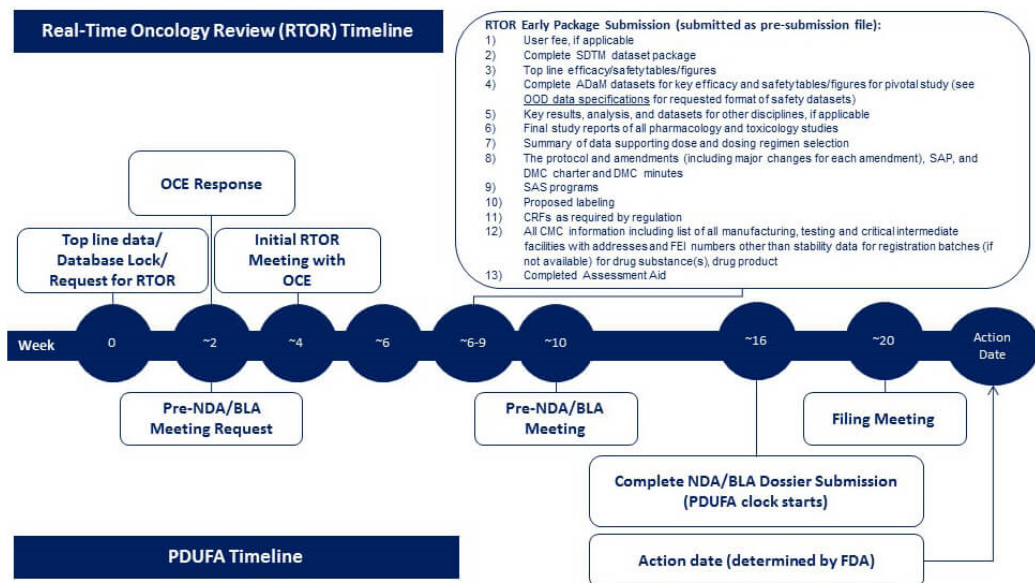 Real-Time Oncology Review (RTOR) Timeline
RTOR Early Package Submission (submitted as pre-submission file):
1) User fee, if applicable
2) Complete SDTM dataset package
3) Top line efficacy/safety tables/figures
4) Complete ADaM datasets for key efficacy and safety tables/figures for pivotal study (see
OOD data specifications for requested format of safety datasets)
5) Key results, analysis, and datasets for other disciplines, if applicable
6) Final study reports of all pharmacology and toxicology studies
7) Summary of data supporting dose and dosing regimen selection
8) The protocol and amendments (including major changes for each amendment), SAP, and
DMC charter and DMC minutes
9) SAS programs
10) Proposed labeling
11) CRFs as required by regulation
12) All CMC information including list of all manufacturing, testing and critical intermediate
facilities with addresses and FEI numbers other than stability data for registration batches (if
not available) for drug substance(s), drug product
13) Completed Assessment Aid
OCE Response
Top line data/
Database Lock/
Request for RTOR
Initial RTOR
Meeting with
OCE
Week
0
~2
~4
~6
~6-9
~10
~16
~20
Action
Date
Pre-NDA/BLA
Meeting Request
Pre-NDA/BLA
Meeting
Filing Meeting
Complete NDA/BLA Dossier Submission
(PDUFA clock starts)
PDUFA Timeline
Action date (determined by FDA)